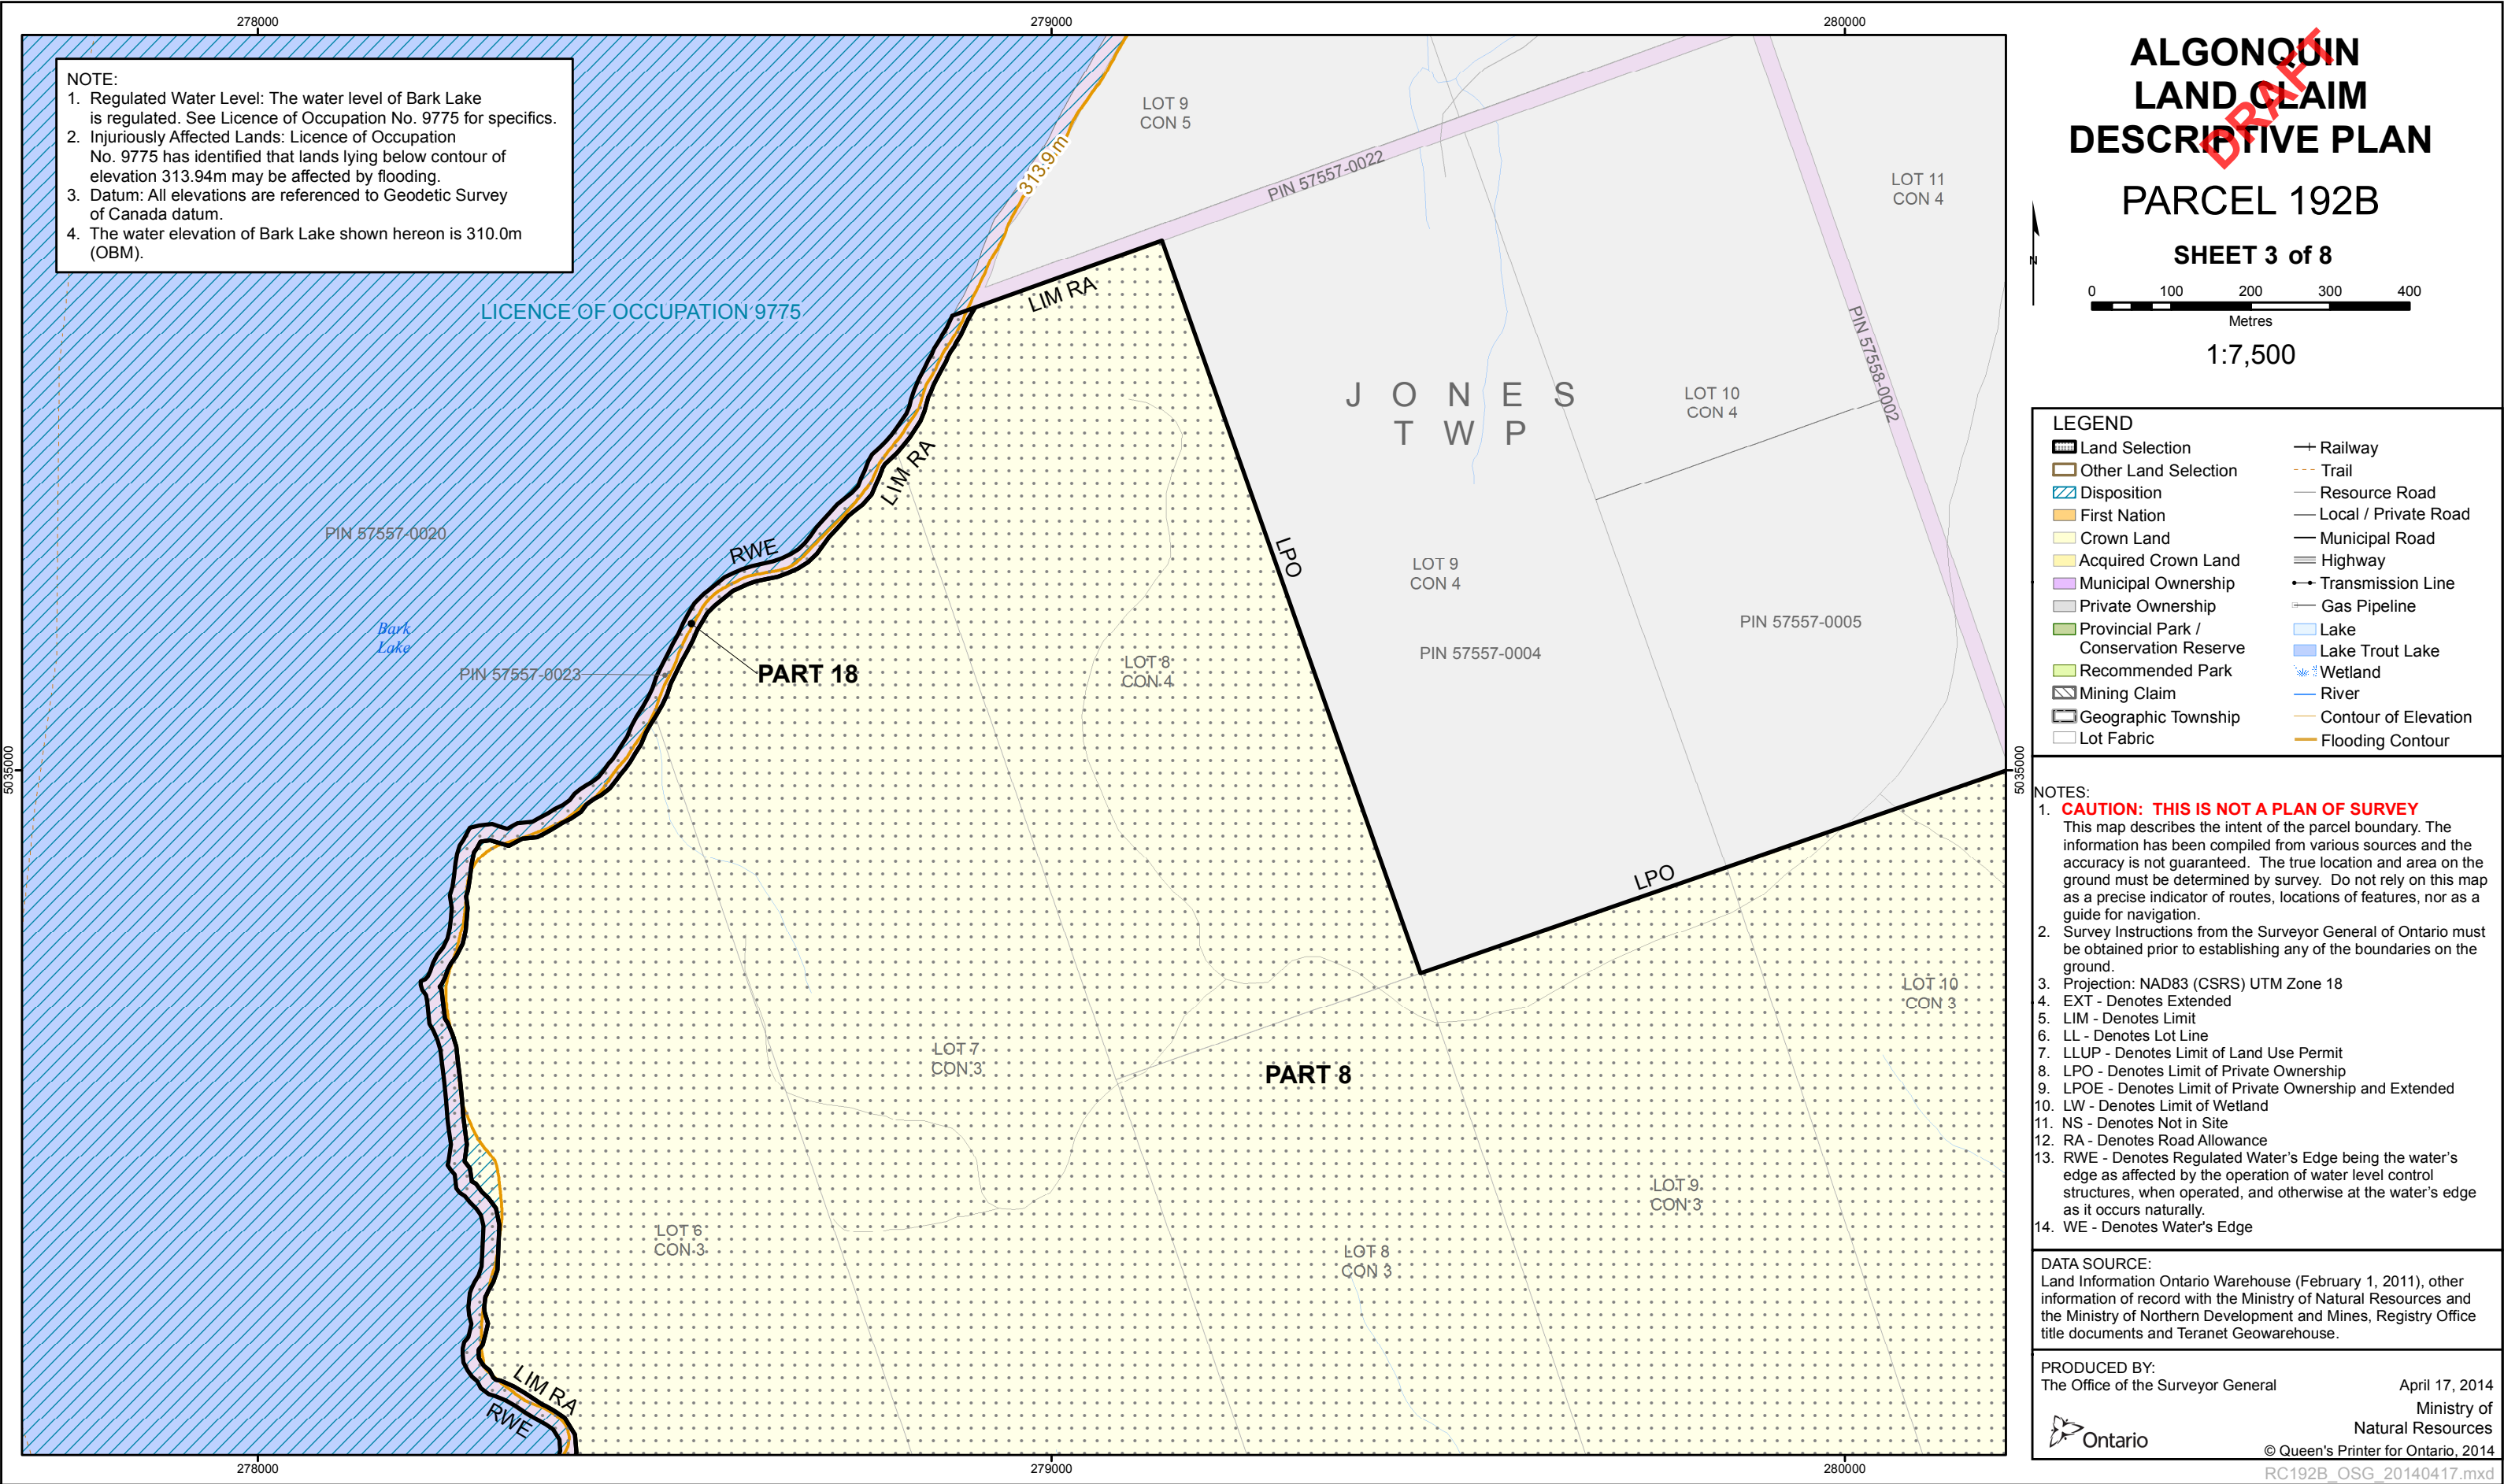 278000
279000
280000
NOTE:
1. Regulated Water Level: The water level of Bark Lake
is regulated. See Licence of Occupation No. 9775 for specifics.
2. Injuriously Affected Lands: Licence of Occupation
No. 9775 has identified that lands lying below contour of
elevation 313.94m may be affected by flooding.
3. Datum: All elevations are referenced to Geodetic Survey
of Canada datum.
4. The water elevation of Bark Lake shown hereon is 310.0m
(OBM).
LOT 9
CON 5
313.9 m
PIN 57557-0022
LOT 11
CON 4
LICENCE OF OCCUPATION 9775
LIM RA
PIN 57558-0002
JONES
TWP
LOT 10
CON 4
LIM RA
PIN 57557-0020
RWE
LPO
LOT 9
CON 4
Bark
Lake
PIN 57557-0005
PIN 57557-0004
PIN 57557-0023
PART 18
LOT 8
CON 4
5035000
5035000
LPO
LOT 10
CON 3
LOT 7
CON 3
PART 8
LOT 9
CON 3
LOT 6
CON 3
LOT 8
CON 3
LIM RA
RWE
278000
279000
280000
ALGONQUIN
LAND CLAIM
DESCRIPTIVE PLAN
DRAFT
PARCEL 192B
SHEET 3 of 8
N
0 100 200 300 400
Metres
1:7,500
LEGEND
Land Selection
Other Land Selection
Disposition
First Nation
Crown Land
Acquired Crown Land
Municipal Ownership
Private Ownership
Provincial Park /
Conservation Reserve
Recommended Park
Mining Claim
Geographic Township
Lot Fabric
Railway
Trail
Resource Road
Local / Private Road
Municipal Road
Highway
Transmission Line
Gas Pipeline
Lake
Lake Trout Lake
Wetland
River
Contour of Elevation
Flooding Contour
NOTES:
1. CAUTION: THIS IS NOT A PLAN OF SURVEY
This map describes the intent of the parcel boundary. The
information has been compiled from various sources and the
accuracy is not guaranteed. The true location and area on the
ground must be determined by survey. Do not rely on this map
as a precise indicator of routes, locations of features, nor as a
guide for navigation.
2. Survey Instructions from the Surveyor General of Ontario must
be obtained prior to establishing any of the boundaries on the
ground.
3. Projection: NAD83 (CSRS) UTM Zone 18
4. EXT - Denotes Extended
5. LIM - Denotes Limit
6. LL - Denotes Lot Line
7. LLUP - Denotes Limit of Land Use Permit
8. LPO - Denotes Limit of Private Ownership
9. LPOE - Denotes Limit of Private Ownership and Extended
10. LW - Denotes Limit of Wetland
11. NS - Denotes Not in Site
12. RA - Denotes Road Allowance
13. RWE - Denotes Regulated Water's Edge being the water's
edge as affected by the operation of water level control
structures, when operated, and otherwise at the water's edge
as it occurs naturally.
14. WE - Denotes Water's Edge
DATA SOURCE:
Land Information Ontario Warehouse (February 1, 2011), other
information of record with the Ministry of Natural Resources and
the Ministry of Northern Development and Mines, Registry Office
title documents and Teranet Geowarehouse.
PRODUCED BY:
The Office of the Surveyor General
April 17, 2014
Ministry of
Natural Resources
Ontario
© Queen's Printer for Ontario, 2014
RC192B_OSG_20140417.mxd